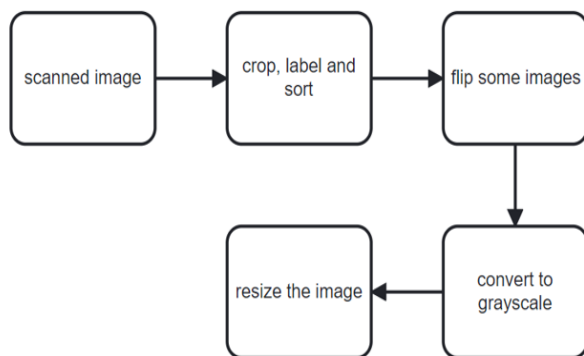 scanned image
crop, label and
sort
flip some images
convert to
grayscale
resize the image